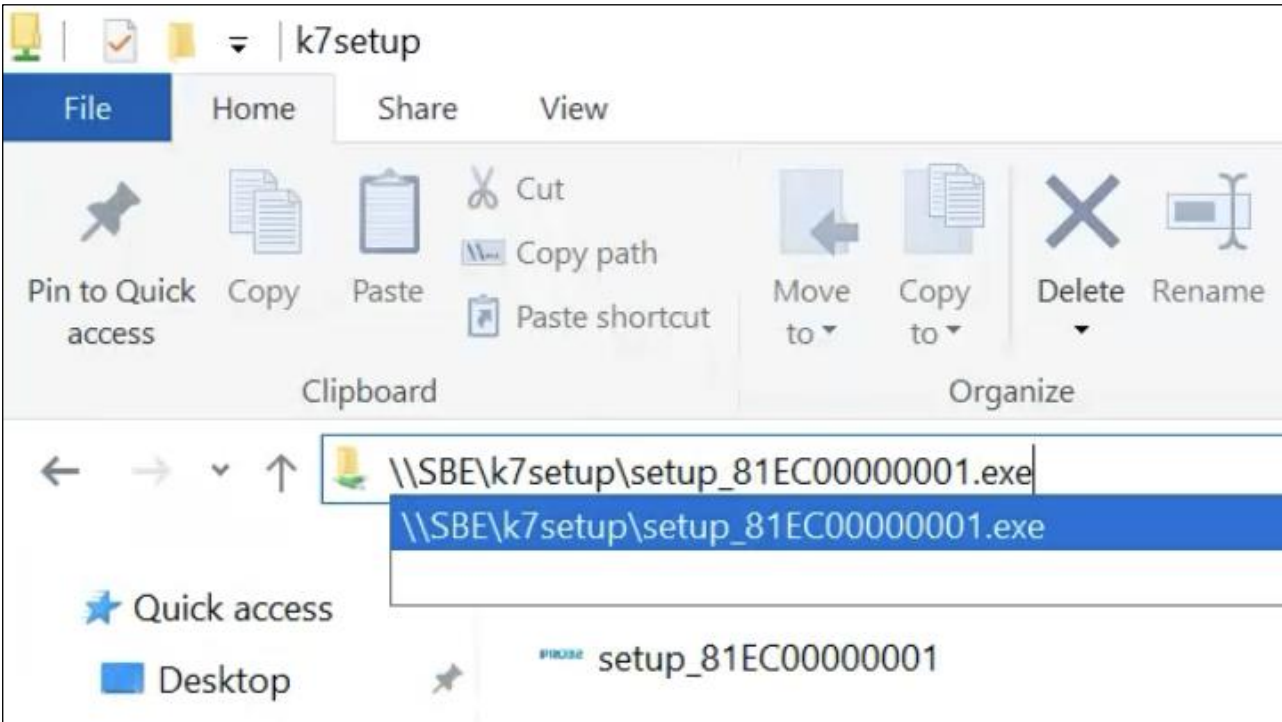 k7setup
File Home Share View
Pin to Quick access
Copy
Paste
Cut
Copy path
Paste shortcut
Move to
Copy to
Delete
Rename
Clipboard
Organize
\\SBE\k7setup\setup_81EC00000001.exe
\\SBE\k7setup\setup_81EC00000001.exe
Quick access
setup_81EC00000001
Desktop